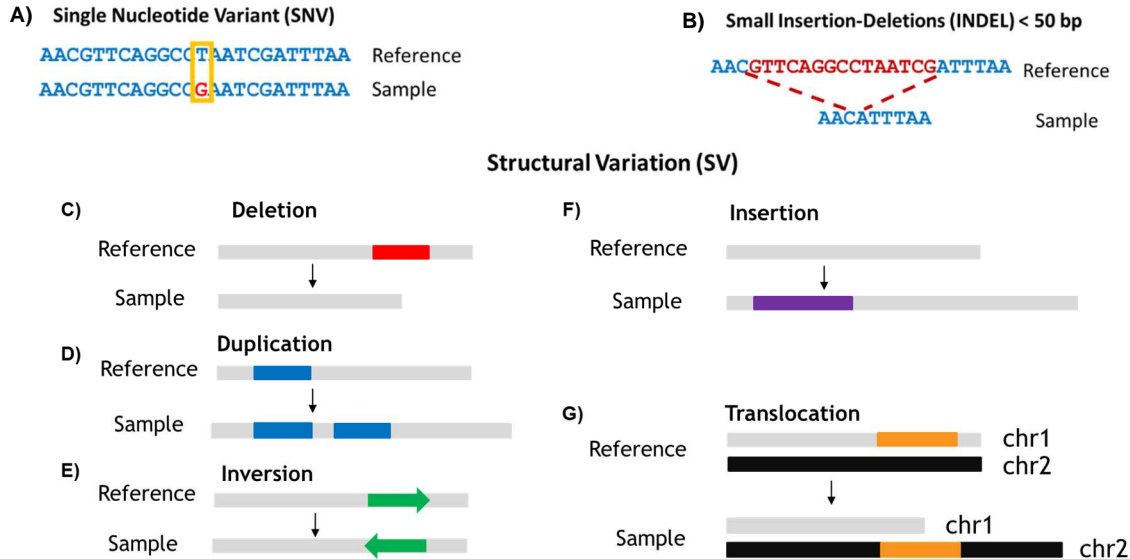 A) Single Nucleotide Variant (SNV)
AACGTTCAGGCCTAATCGATTTAA Reference
AACGTTCAGGCCGAATCGATTTAA Sample
B) Small Insertion-Deletions (INDEL) < 50 bp
AACGTTCAGGCCTAATCGATTTAA Reference
AACATTTAA Sample
Structural Variation (SV)
C) Deletion
Reference
Sample
D) Duplication
Reference
Sample
E) Inversion
Reference
Sample
F) Insertion
Reference
Sample
G) Translocation
Reference chr1
chr2
Sample chr1
chr2